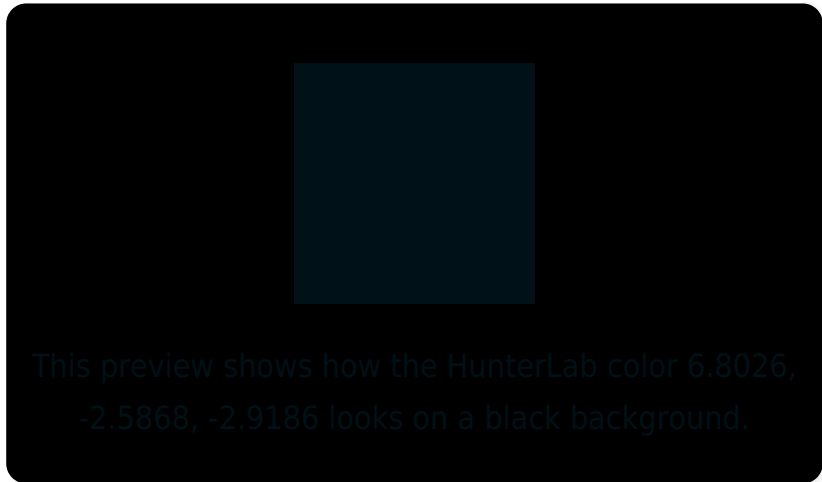 This preview shows how the HunterLab color 6.8026,
-2.5868, -2.9186 looks on a black background.